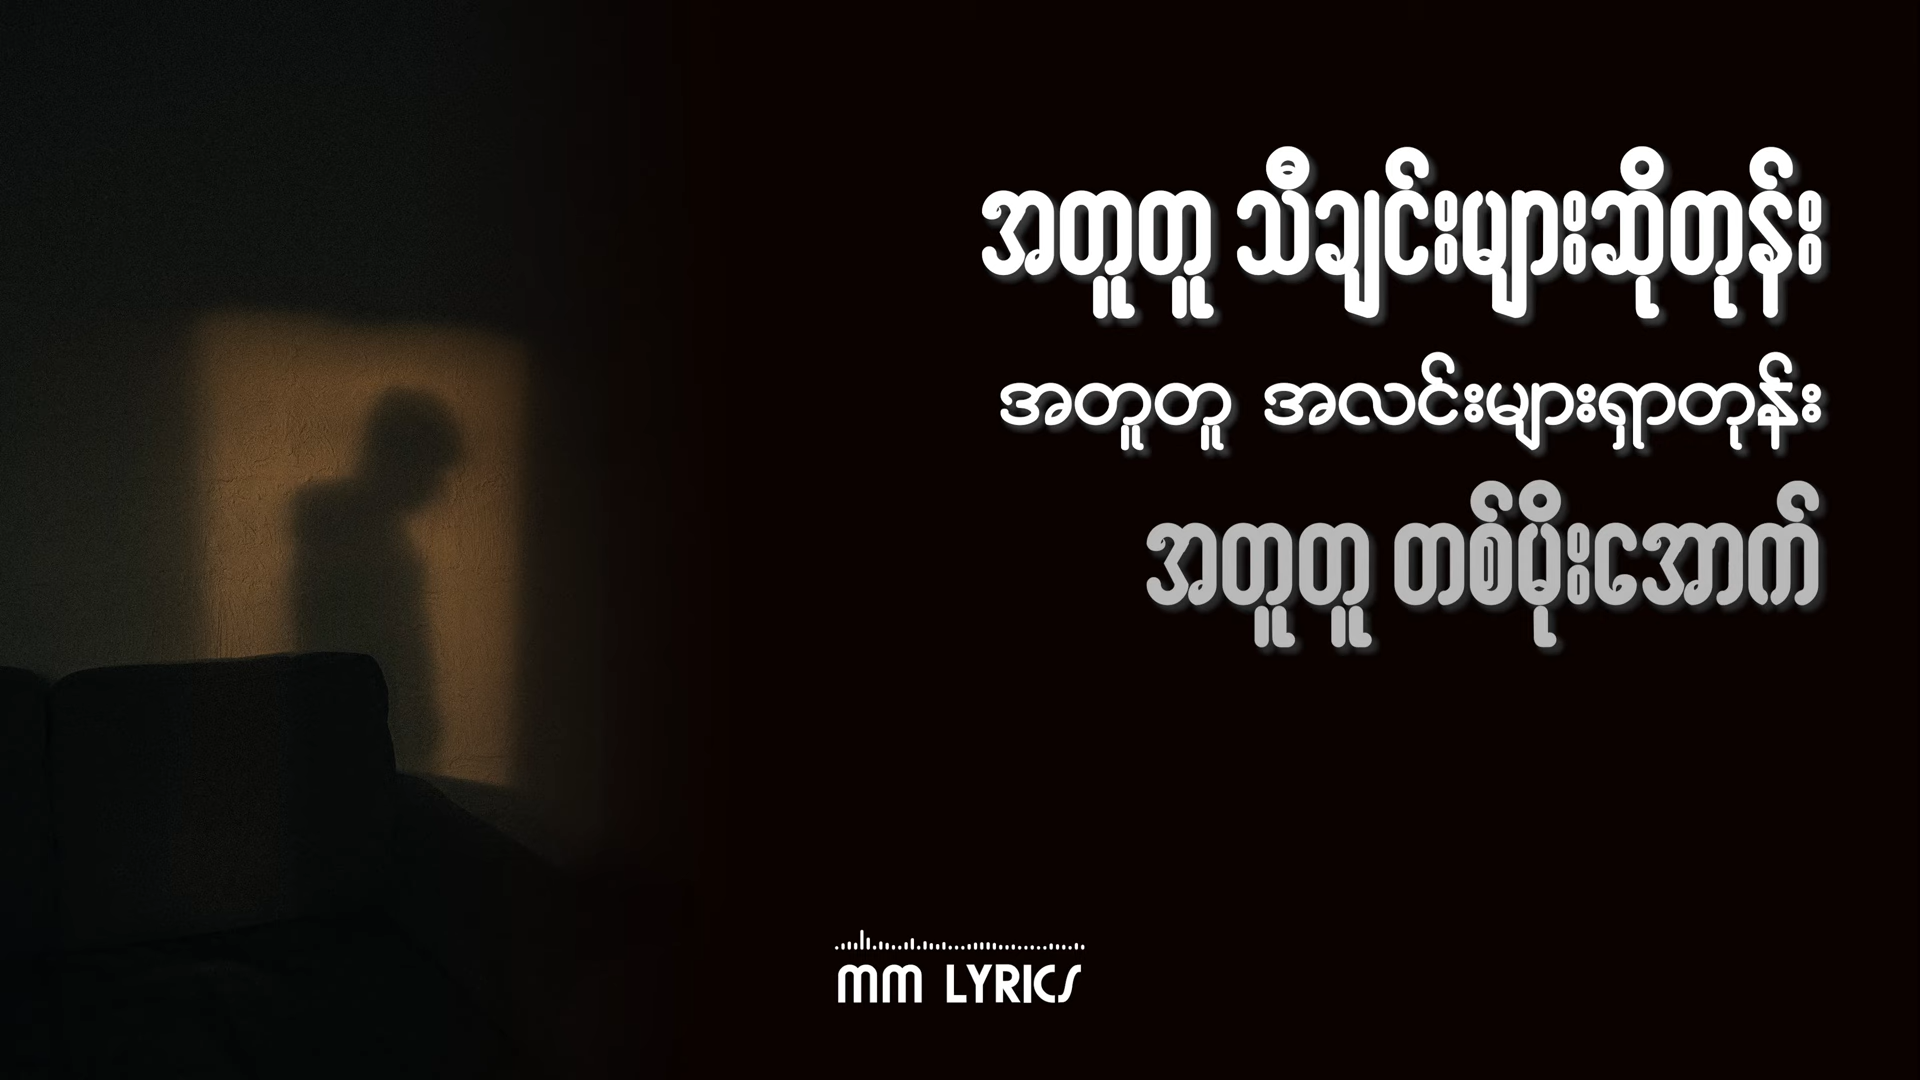 အတူတူ သီချင်းများဆိုတုန်း
အတူတူ အလင်းများရှာတုန်း
အတူတူ တစ်မိုးအောက်
MM LYRICS